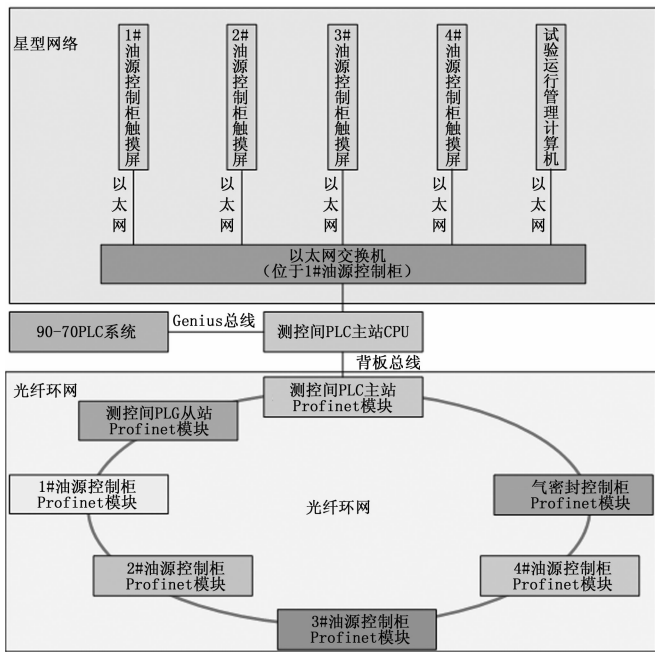 星型网络
1#油源控制柜触摸屏
2#油源控制柜触摸屏
3#油源控制柜触摸屏
4#油源控制柜触摸屏
试验运行管理计算机
以太网
以太网
以太网
以太网
以太网
以太网交换机
(位于1#油源控制柜)
90-70PLC系统
Genius总线
测控间PLC主站CPU
背板总线
光纤环网
测控间PLC主站
Profinet模块
测控间PLG从站
Profinet模块
1#油源控制柜
Profinet模块
气密封控制柜
Profinet模块
光纤环网
2#油源控制柜
Profinet模块
4#油源控制柜
Profinet模块
3#油源控制柜
Profinet模块